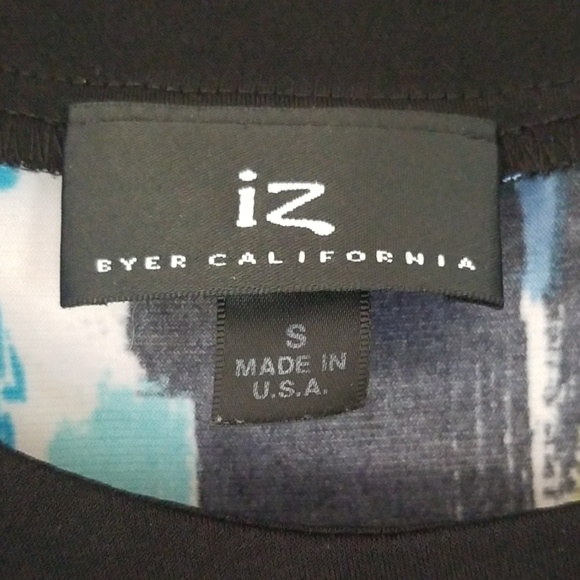 iz
BYER CALIFORNIA
S
MADE IN
U.S.A.